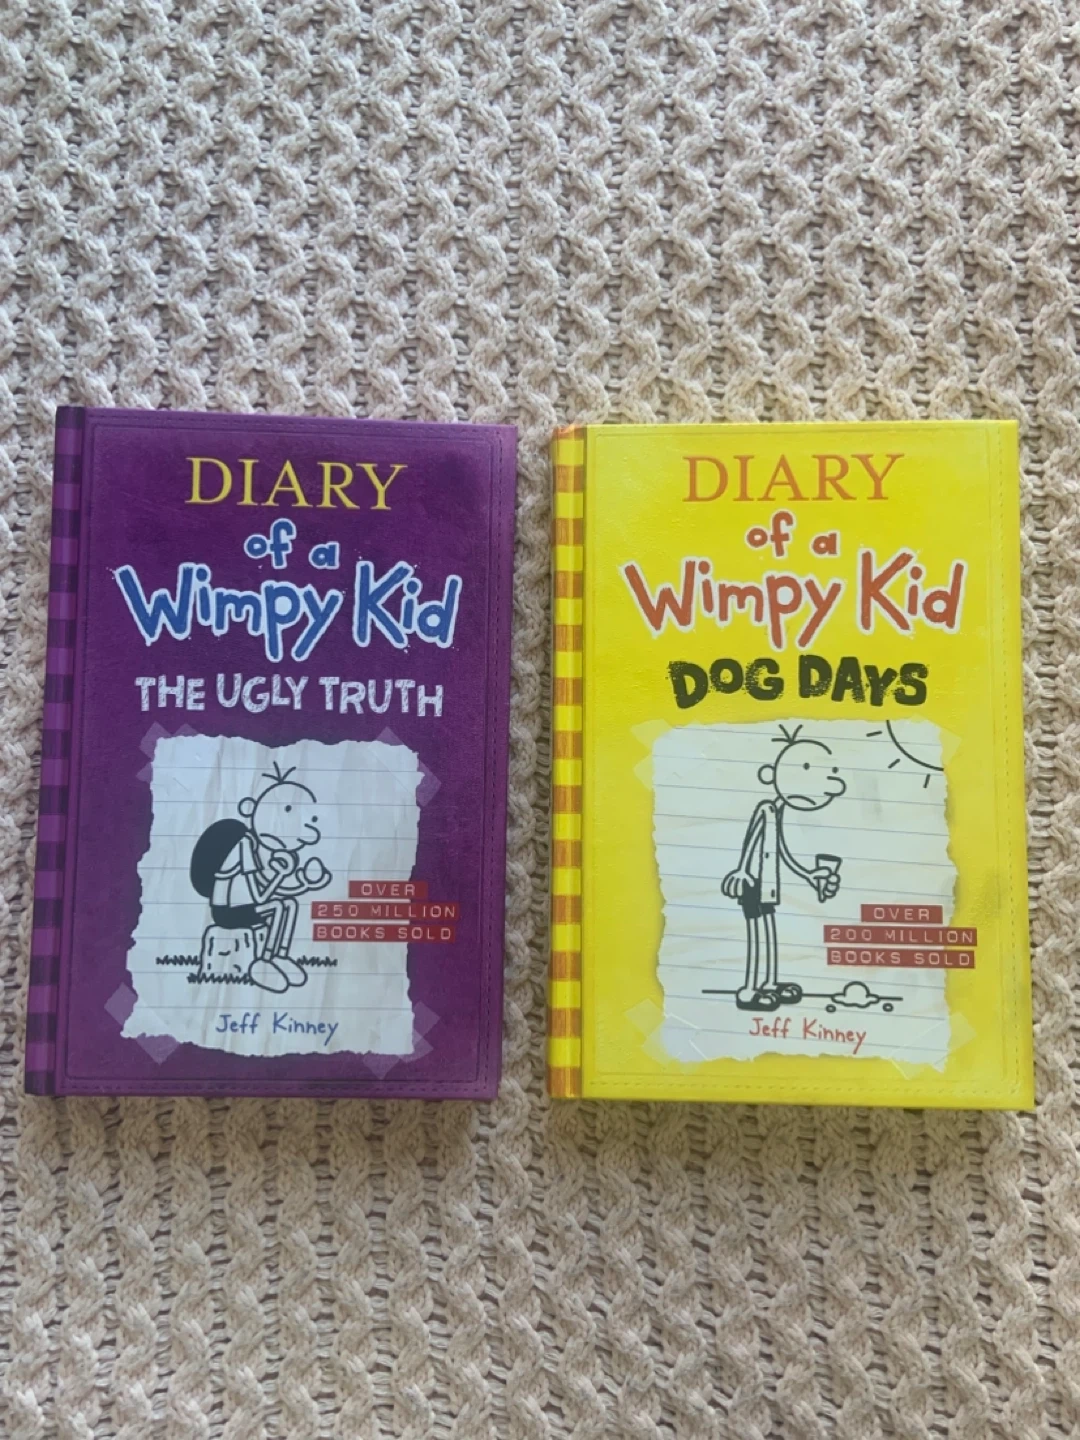 DIARY
of a
Wimpy Kid
THE UGLY TRUTH
OVER
250 MILLION
BOOKS SOLD
Jeff Kinney
DIARY
of a
Wimpy Kid
DOG DAYS
OVER
200 MILLION
BOOKS SOLD
Jeff Kinney